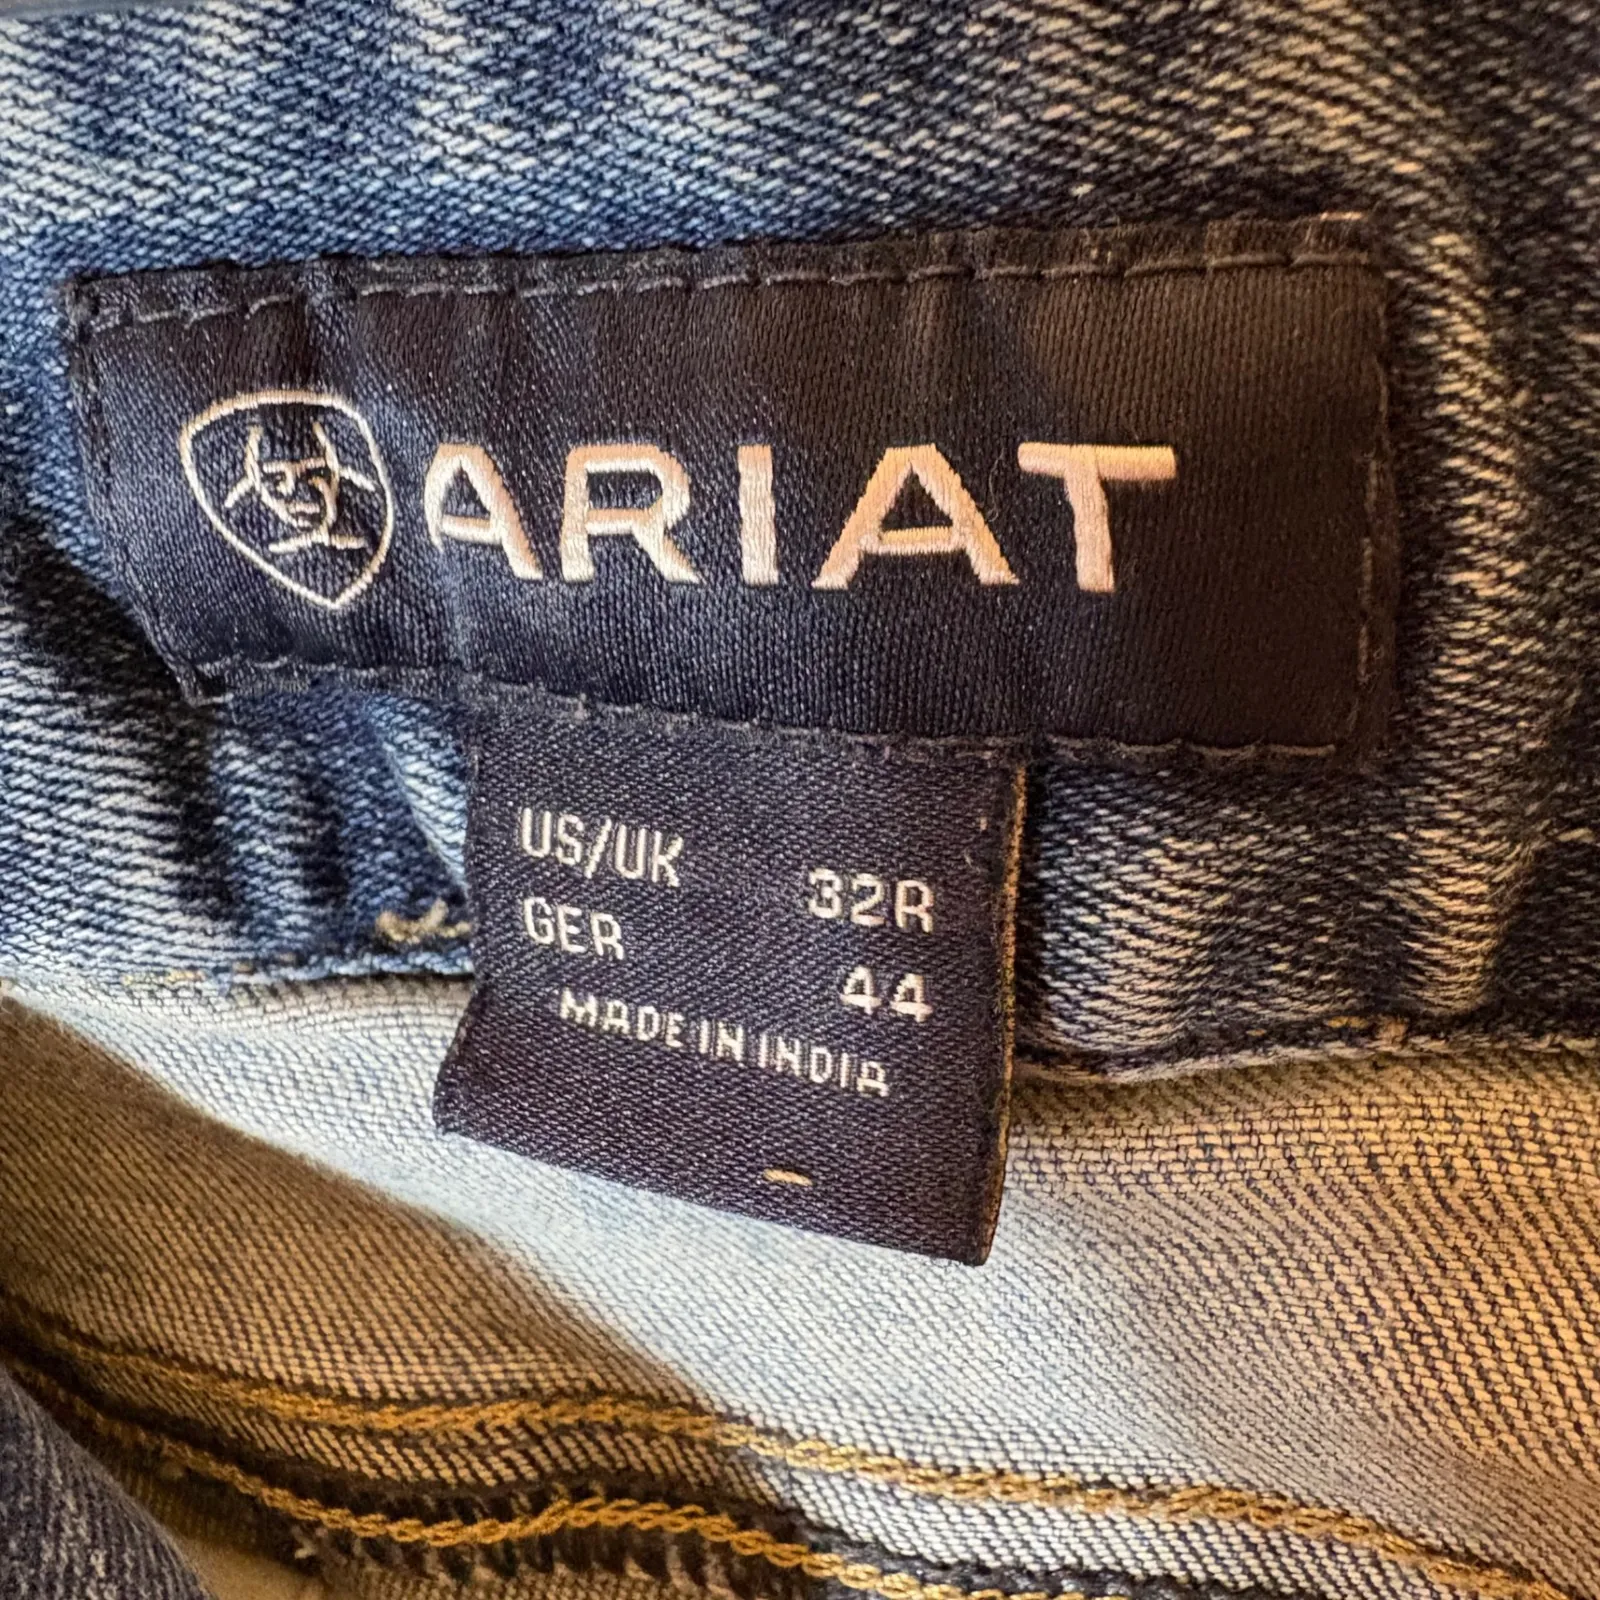 ARIAT
US/UK 32R
GER 44
MADE IN INDIA